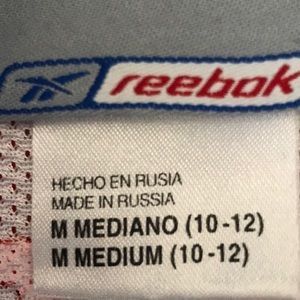 reebok
HECHO EN RUSIA
MADE IN RUSSIA
M MEDIANO (10-12)
M MEDIUM (10-12)